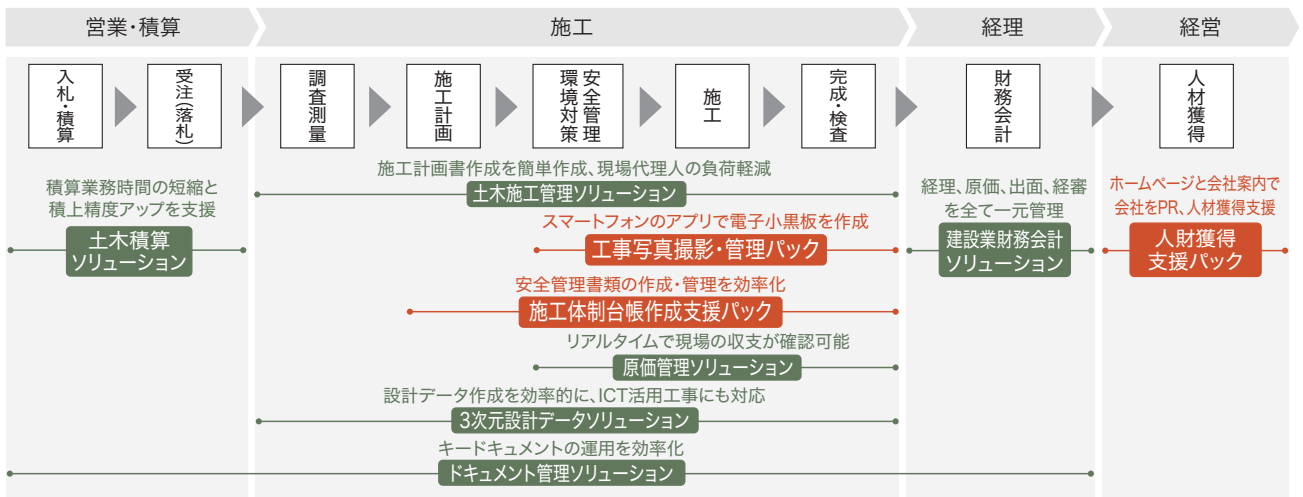 営業・積算
施工
経理
経営
入札・積算
受注(落札)
調査測量
施工計画
安全管理
環境対策
施工
完成・検査
財務会計
人材獲得
積算業務時間の短縮と
積上精度アップを支援
土木積算
ソリューション
施工計画書作成を簡単作成、現場代理人の負荷軽減
土木施工管理ソリューション
スマートフォンのアプリで電子小黒板を作成
工事写真撮影・管理パック
安全管理書類の作成・管理を効率化
施工体制台帳作成支援パック
リアルタイムで現場の収支が確認可能
原価管理ソリューション
設計データ作成を効率的に、ICT活用工事にも対応
3次元設計データソリューション
キードキュメントの運用を効率化
ドキュメント管理ソリューション
経理、原価、出面、経審
を全て一元管理
建設業財務会計
ソリューション
ホームページと会社案内で
会社をPR、人材獲得支援
人財獲得
支援パック